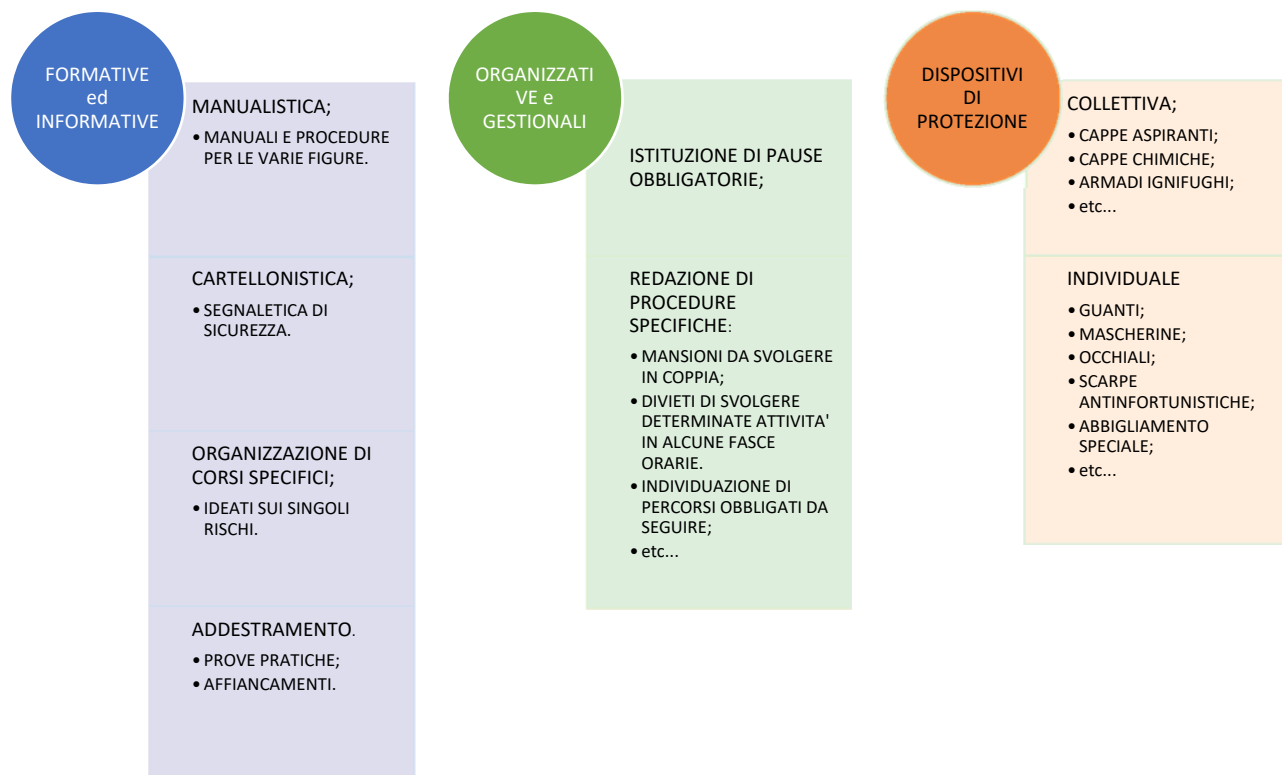 FORMATIVE
ed
INFORMATIVE
MANUALISTICA;
• MANUALI E PROCEDURE
PER LE VARIE FIGURE.
CARTELLONISTICA;
• SEGNALETICA DI
SICUREZZA.
ORGANIZZAZIONE DI
CORSI SPECIFICI;
• IDEATI SUI SINGOLI
RISCHI.
ADDESTRAMENTO.
• PROVE PRATICHE;
• AFFIANCAMENTI.
ORGANIZZATI
VE e
GESTIONALI
ISTITUZIONE DI PAUSE
OBBLIGATORIE;
REDAZIONE DI
PROCEDURE
SPECIFICHE:
• MANSIONI DA SVOLGERE
IN COPPIA;
• DIVIETI DI SVOLGERE
DETERMINATE ATTIVITA'
IN ALCUNE FASCE
ORARIE.
• INDIVIDUAZIONE DI
PERCORSI OBBLIGATI DA
SEGUIRE;
• etc...
DISPOSITIVI
DI
PROTEZIONE
COLLETTIVA;
• CAPPE ASPIRANTI;
• CAPPE CHIMICHE;
• ARMADI IGNIFUGHI;
• etc...
INDIVIDUALE
• GUANTI;
• MASCHERINE;
• OCCHIALI;
• SCARPE
ANTINFORTUNISTICHE;
• ABBIGLIAMENTO
SPECIALE;
• etc...